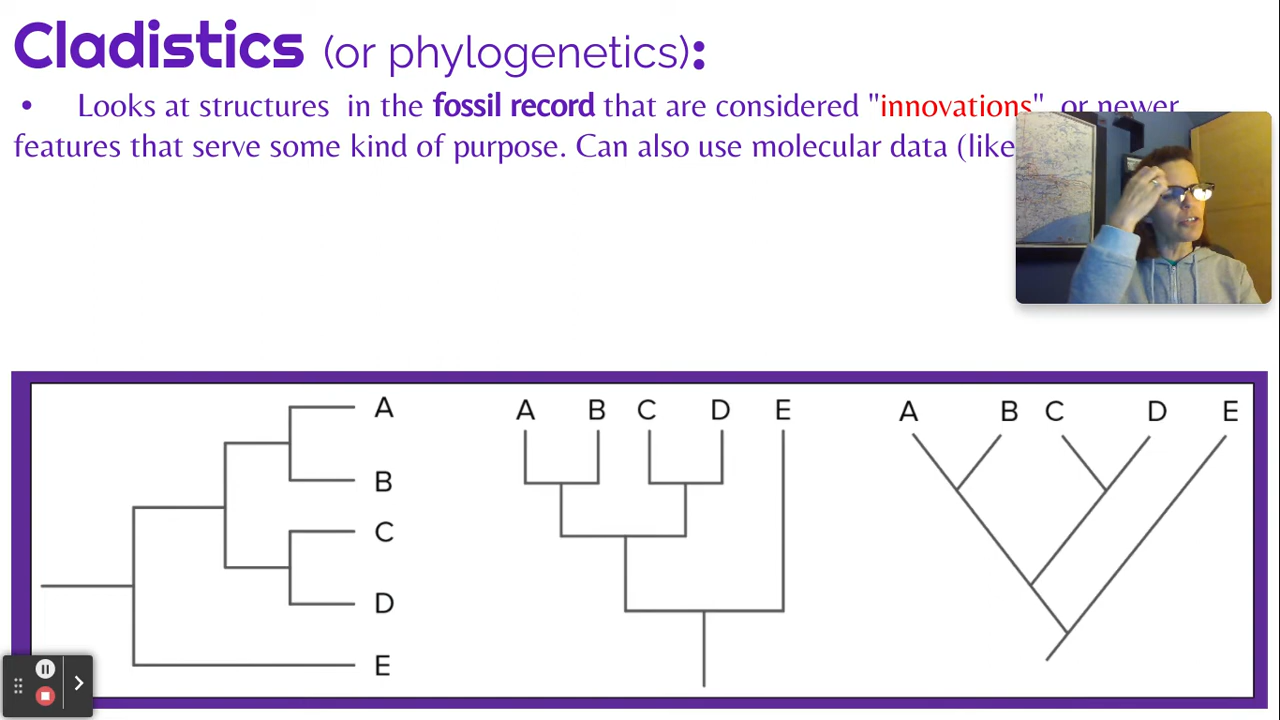 Cladistics (or phylogenetics):
• Looks at structures in the fossil record that are considered "innovations", or newer
features that serve some kind of purpose. Can also use molecular data (like
A
B
C
D
E
A B C D E
A B C D E